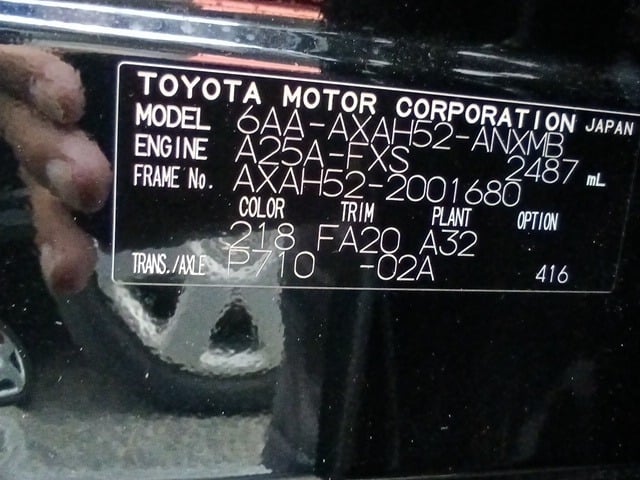 TOYOTA MOTOR CORPORATION JAPAN
MODEL 6AA-AXAH52-ANXMB
ENGINE A25A-FXS 2487 mL
FRAME No. AXAH52-2001680
COLOR TRIM PLANT OPTION
218 FA20 A32
TRANS./AXLE P710 -02A 416